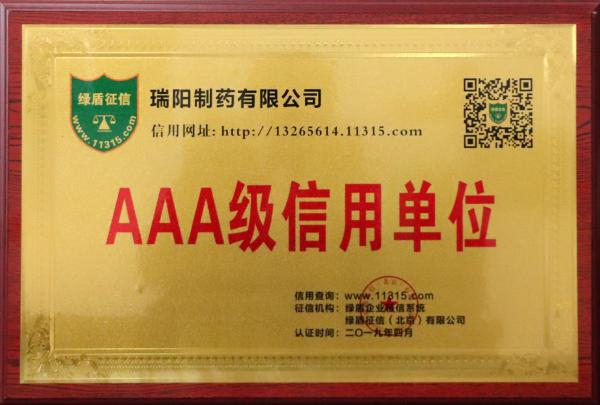 绿盾征信
www.11315.com
瑞阳制药有限公司
信用网址: http://13265614.11315.com
AAA级信用单位
信用查询: www.11315.com
征信机构: 绿盾企业征信系统
绿盾征信（北京）有限公司
认证时间: 二〇一九年四月